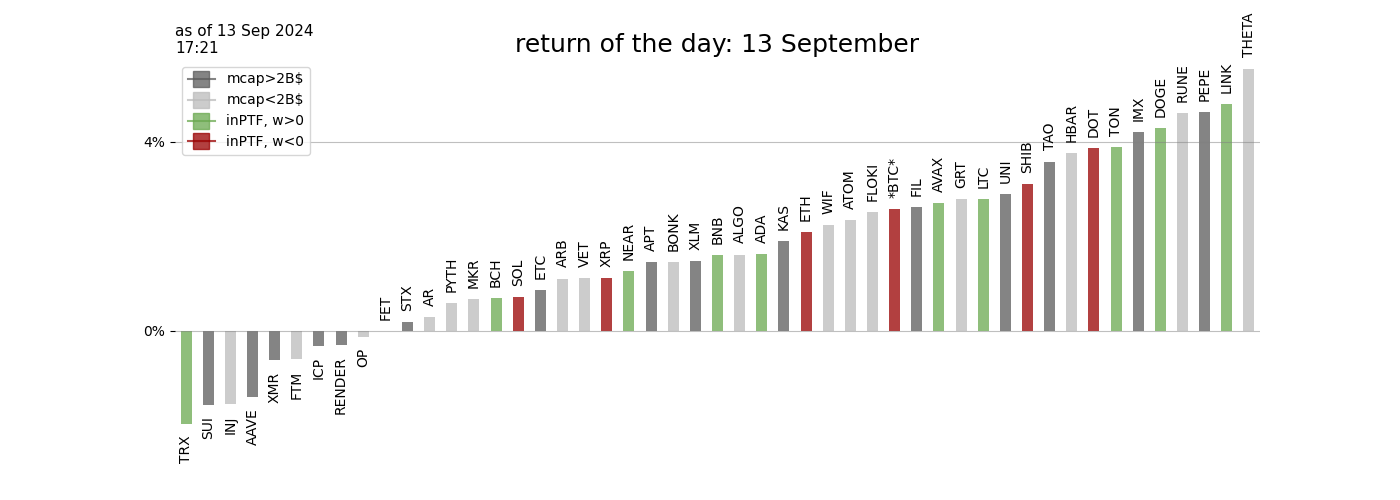 as of 13 Sep 2024
17:21
return of the day: 13 September
mcap>2B$
mcap<2B$
inPTF, w>0
inPTF, w<0
4%
0%
TRX
SUI
INJ
AAVE
XMR
FTM
ICP
RENDER
OP
FET
STX
AR
PYTH
MKR
BCH
SOL
ETC
ARB
VET
XRP
NEAR
APT
BONK
XLM
BNB
ALGO
ADA
KAS
ETH
WIF
ATOM
FLOKI
*BTC*
FIL
AVAX
GRT
LTC
UNI
SHIB
TAO
HBAR
DOT
TON
IMX
DOGE
RUNE
PEPE
LINK
THETA